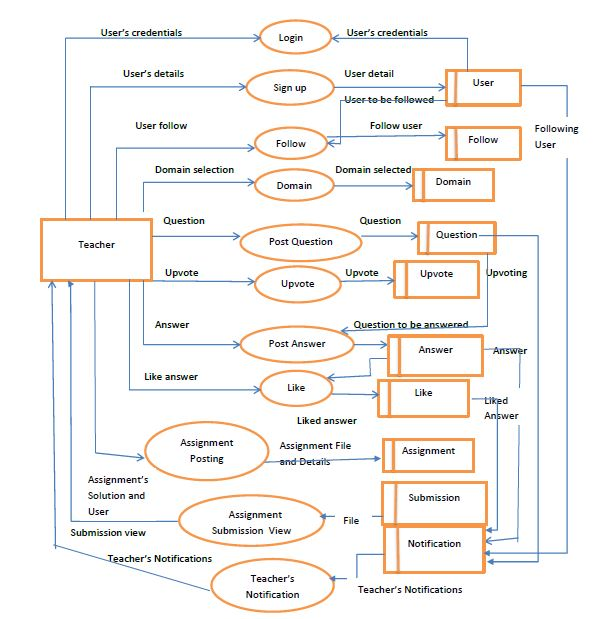 User's credentials
Login
User's credentials
User's details
Sign up
User detail
User
User to be followed
User follow
Follow
Follow user
Follow
Following
User
Domain selection
Domain
Domain selected
Domain
Teacher
Question
Post Question
Question
Question
Upvote
Upvote
Upvote
Upvote
Upvoting
Answer
Post Answer
Question to be answered
Answer
Answer
Like answer
Like
Like
Liked
Answer
Liked answer
Assignment
Posting
Assignment File
and Details
Assignment
Assignment's
Solution and
User
Submission view
Assignment
Submission View
File
Submission
Notification
Teacher's Notifications
Teacher's
Notification
Teacher's Notifications